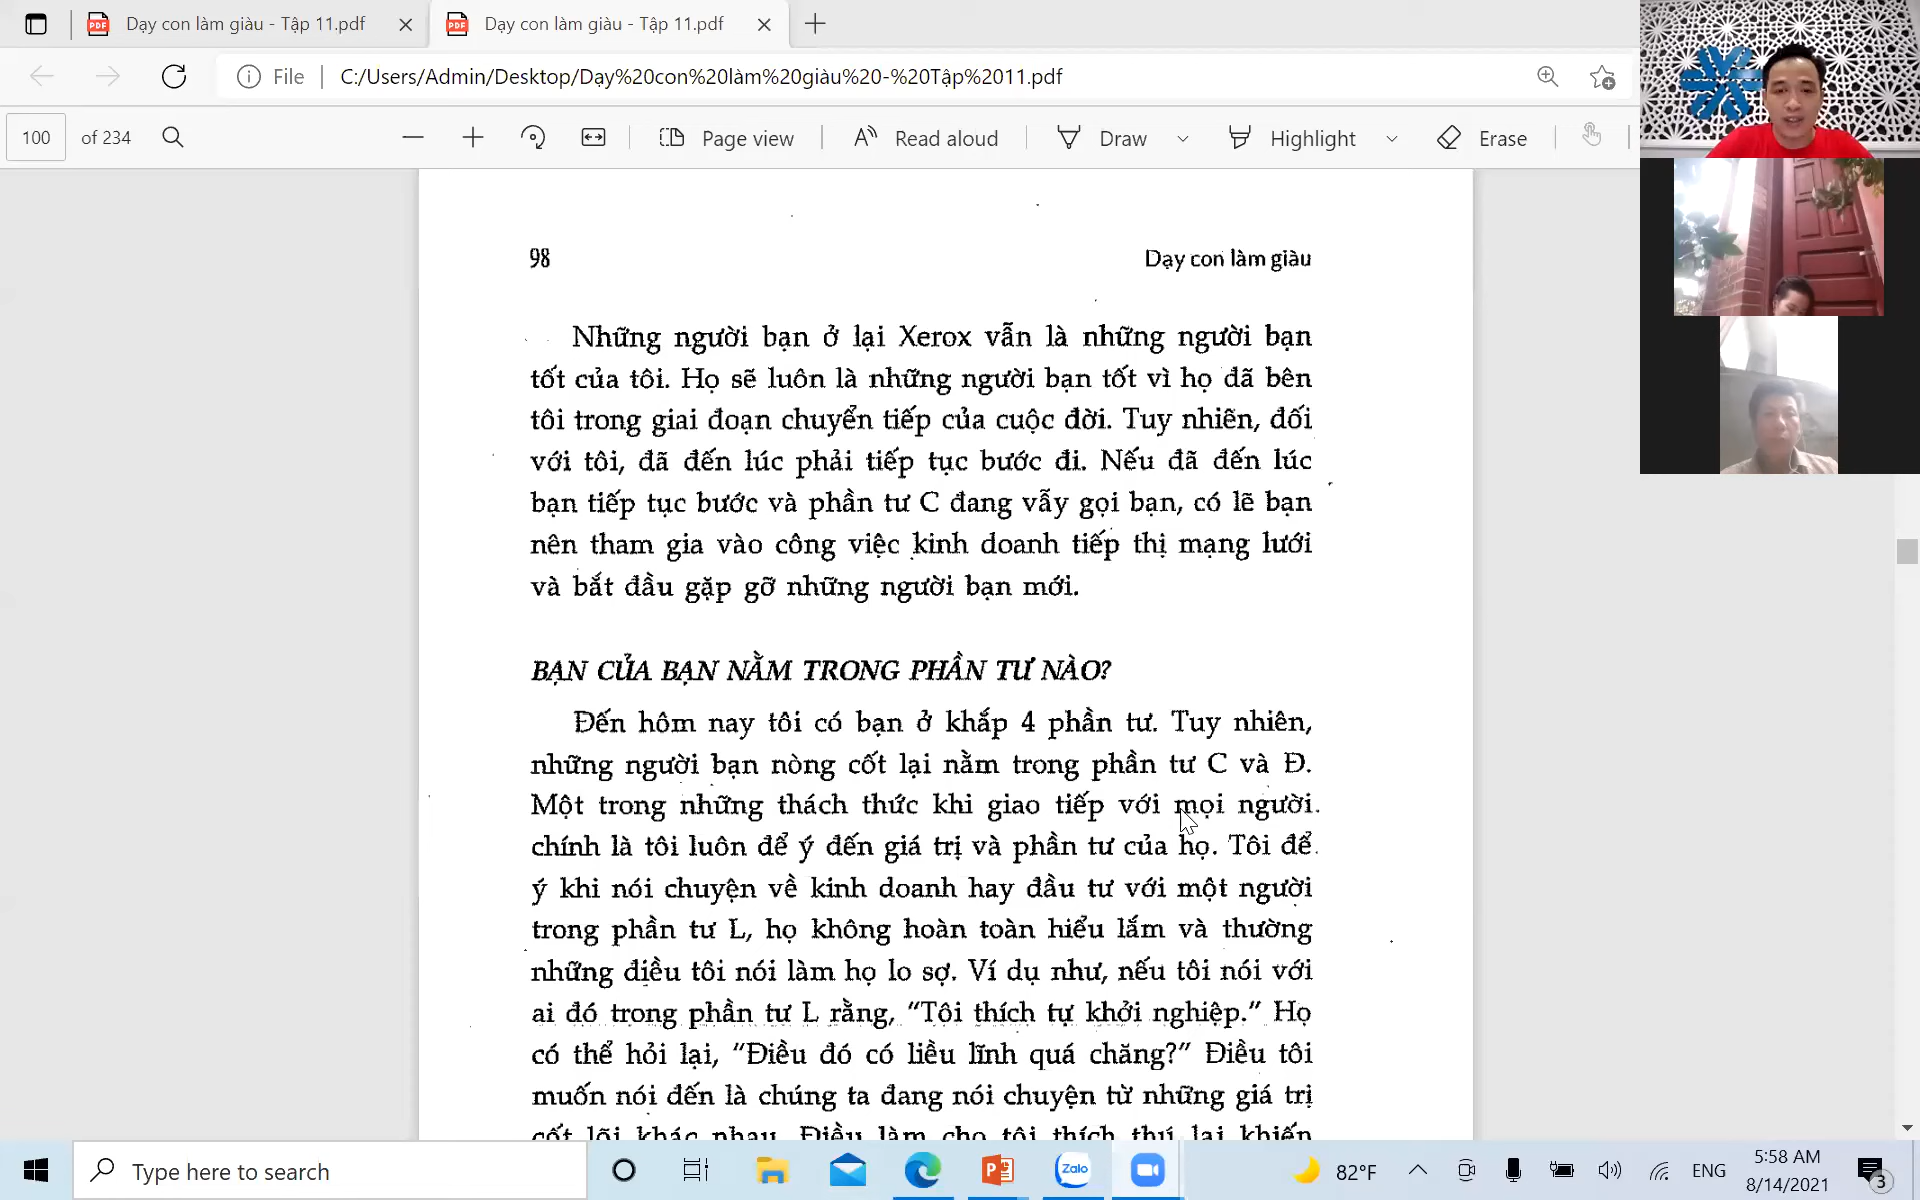 Dạy con làm giàu - Tập 11.pdf
Dạy con làm giàu - Tập 11.pdf
File
C:/Users/Admin/Desktop/Dạy%20con%20làm%20giàu%20-%20Tập%2011.pdf
100 of 234
Page view
Read aloud
Draw
Highlight
Erase
98 Dạy con làm giàu
Những người bạn ở lại Xerox vẫn là những người bạn
tốt của tôi. Họ sẽ luôn là những người bạn tốt vì họ đã bên
tôi trong giai đoạn chuyển tiếp của cuộc đời. Tuy nhiên, đối
với tôi, đã đến lúc phải tiếp tục bước đi. Nếu đã đến lúc
bạn tiếp tục bước và phần tư C đang vẫy gọi bạn, có lẽ bạn
nên tham gia vào công việc kinh doanh tiếp thị mạng lưới
và bắt đầu gặp gỡ những người bạn mới.
BẠN CỦA BẠN NẰM TRONG PHẦN TƯ NÀO?
Đến hôm nay tôi có bạn ở khắp 4 phần tư. Tuy nhiên,
những người bạn nòng cốt lại nằm trong phần tư C và Đ.
Một trong những thách thức khi giao tiếp với mọi người
chính là tôi luôn để ý đến giá trị và phần tư của họ. Tôi để
ý khi nói chuyện về kinh doanh hay đầu tư với một người
trong phần tư L, họ không hoàn toàn hiểu lắm và thường
những điều tôi nói làm họ lo sợ. Ví dụ như, nếu tôi nói với
ai đó trong phần tư L rằng, “Tôi thích tự khởi nghiệp.” Họ
có thể hỏi lại, “Điều đó có liều lĩnh quá chăng?” Điều tôi
muốn nói đến là chúng ta đang nói chuyện từ những giá trị
cốt lõi khác nhau. Điều làm cho tôi thích thú lại khiến
Type here to search
Zalo
82°F
ENG
5:58 AM
8/14/2021
3